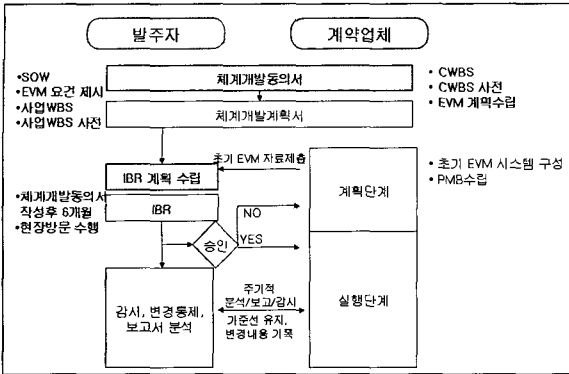 발주자
계약업체
•SOW
•EVM 요건 제시
•사업WBS
•사업WBS 사전
체계개발동의서
체계개발계획서
• CWBS
• CWBS 사전
• EVM 계획수립
초기 EVM 자료제출
IBR 계획 수립
IBR
•체계개발동의서
작성후 6개월
•현장방문 수행
NO
YES
승인
계획단계
• 초기 EVM 시스템 구성
• PMB수립
감시, 변경통제,
보고서 분석
주기적
분석/보고/감시
가준선 유지,
변경내용 기록
실행단계